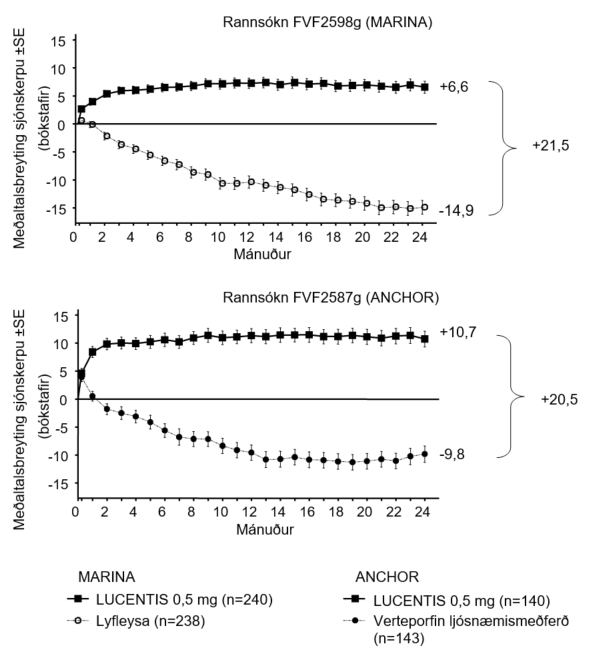 Rannsókn FVF2598g (MARINA)
Meðaltalsbreyting sjónskerpu ±SE
(bókstafir)
15
10
5
0
-5
-10
-15
+6,6
+21,5
-14,9
0 2 4 6 8 10 12 14 16 18 20 22 24
Mánuður
Rannsókn FVF2587g (ANCHOR)
Meðaltalsbreyting sjónskerpu ±SE
(bókstafir)
15
10
5
0
-5
-10
-15
+10,7
+20,5
-9,8
0 2 4 6 8 10 12 14 16 18 20 22 24
Mánuður
MARINA
LUCENTIS 0,5 mg (n=240)
Lyfleysa (n=238)
ANCHOR
LUCENTIS 0,5 mg (n=140)
Verteporfin ljósnæmismeðferð
(n=143)